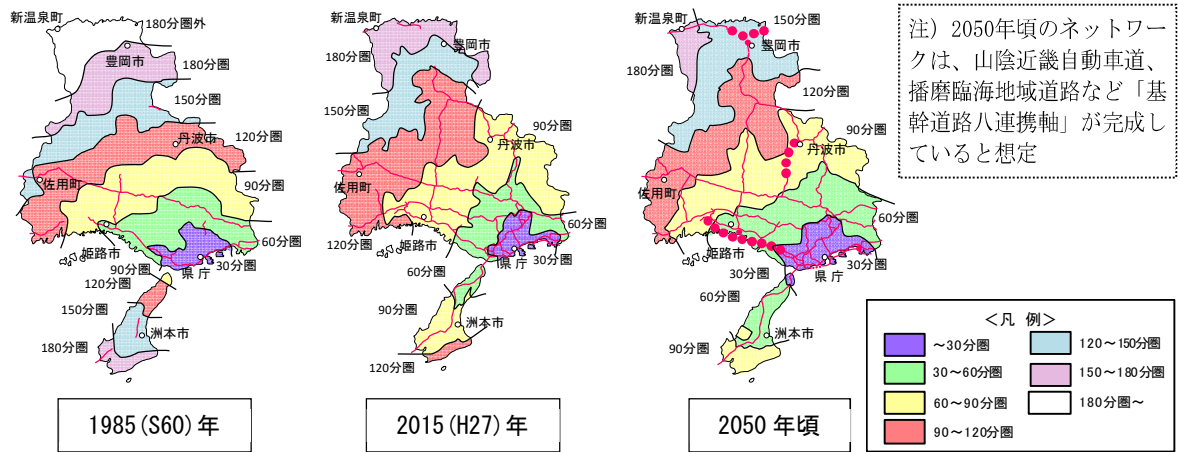 180分圏外
新温泉町
豊岡市
180分圏
150分圏
120分圏
丹波市
佐用町
90分圏
60分圏
姫路市
県庁
30分圏
90分圏
120分圏
150分圏
洲本市
180分圏
1985(S60)年
新温泉町
豊岡市
180分圏
150分圏
90分圏
丹波市
佐用町
60分圏
120分圏
姫路市
30分圏
県庁
60分圏
90分圏
洲本市
120分圏
2015(H27)年
新温泉町
150分圏
豊岡市
180分圏
120分圏
90分圏
丹波市
佐用町
60分圏
姫路市
30分圏
県庁
30分圏
60分圏
洲本市
90分圏
2050年頃
注）2050年頃のネットワー
クは、山陰近畿自動車道、
播磨臨海地域道路など「基
幹道路八連携軸」が完成し
ていると想定
＜凡 例＞
～30分圏
30～60分圏
60～90分圏
90～120分圏
120～150分圏
150～180分圏
180分圏～